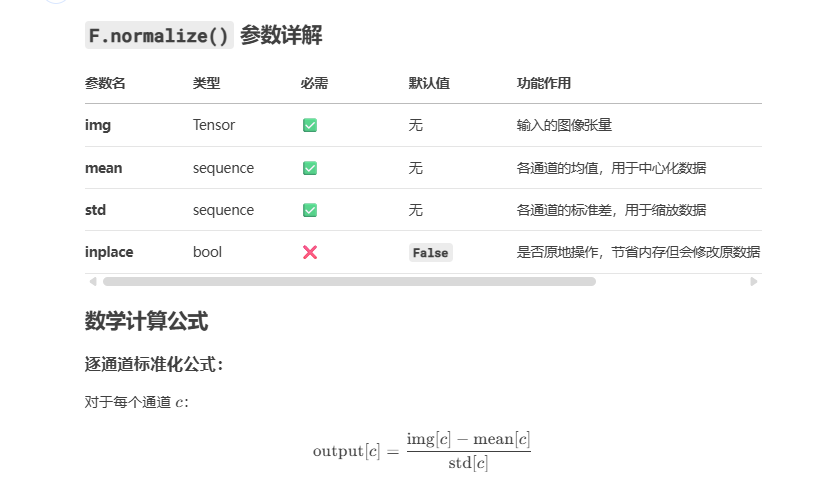 F.normalize() 参数详解
参数名 类型 必需 默认值 功能作用
img Tensor ✅ 无 输入的图像张量
mean sequence ✅ 无 各通道的均值，用于中心化数据
std sequence ✅ 无 各通道的标准差，用于缩放数据
inplace bool ❌ False 是否原地操作，节省内存但会修改原数据
数学计算公式
逐通道标准化公式：
对于每个通道 c：
output[c] = (img[c] − mean[c]) / std[c]